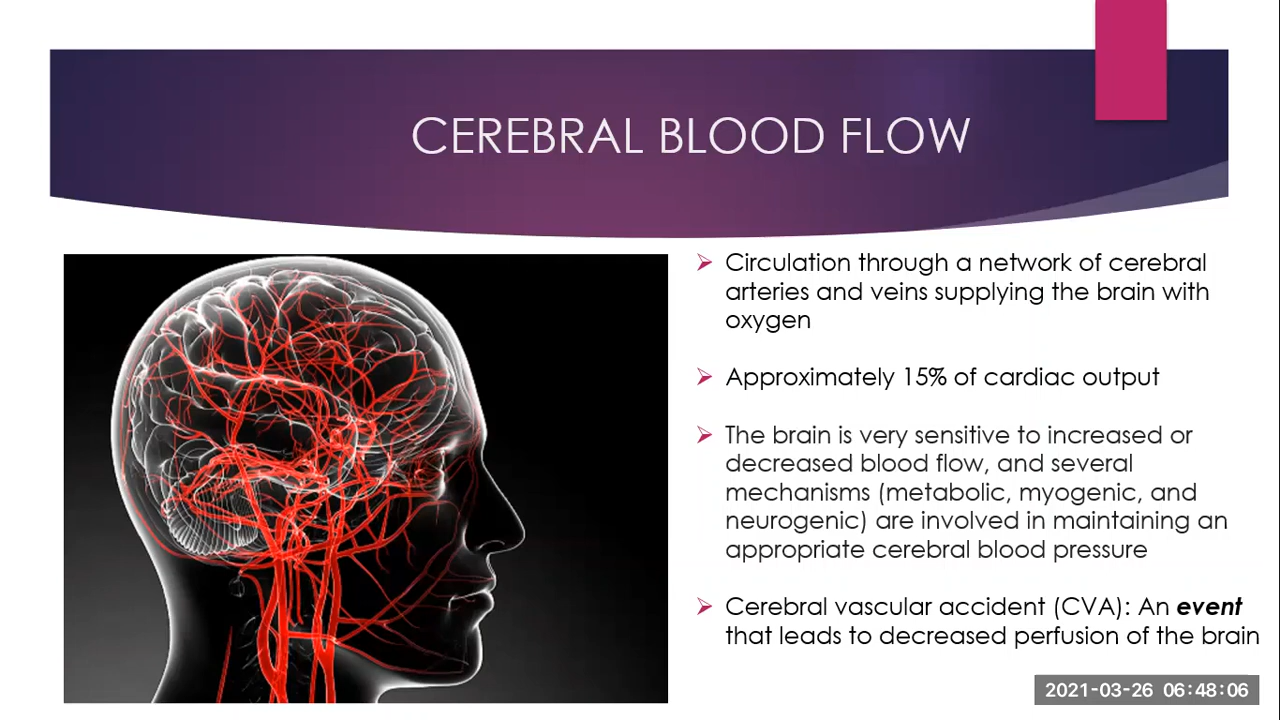 CEREBRAL BLOOD FLOW
Circulation through a network of cerebral
arteries and veins supplying the brain with
oxygen
Approximately 15% of cardiac output
The brain is very sensitive to increased or
decreased blood flow, and several
mechanisms (metabolic, myogenic, and
neurogenic) are involved in maintaining an
appropriate cerebral blood pressure
Cerebral vascular accident (CVA): An event
that leads to decreased perfusion of the brain
2021-03-26 06:48:06